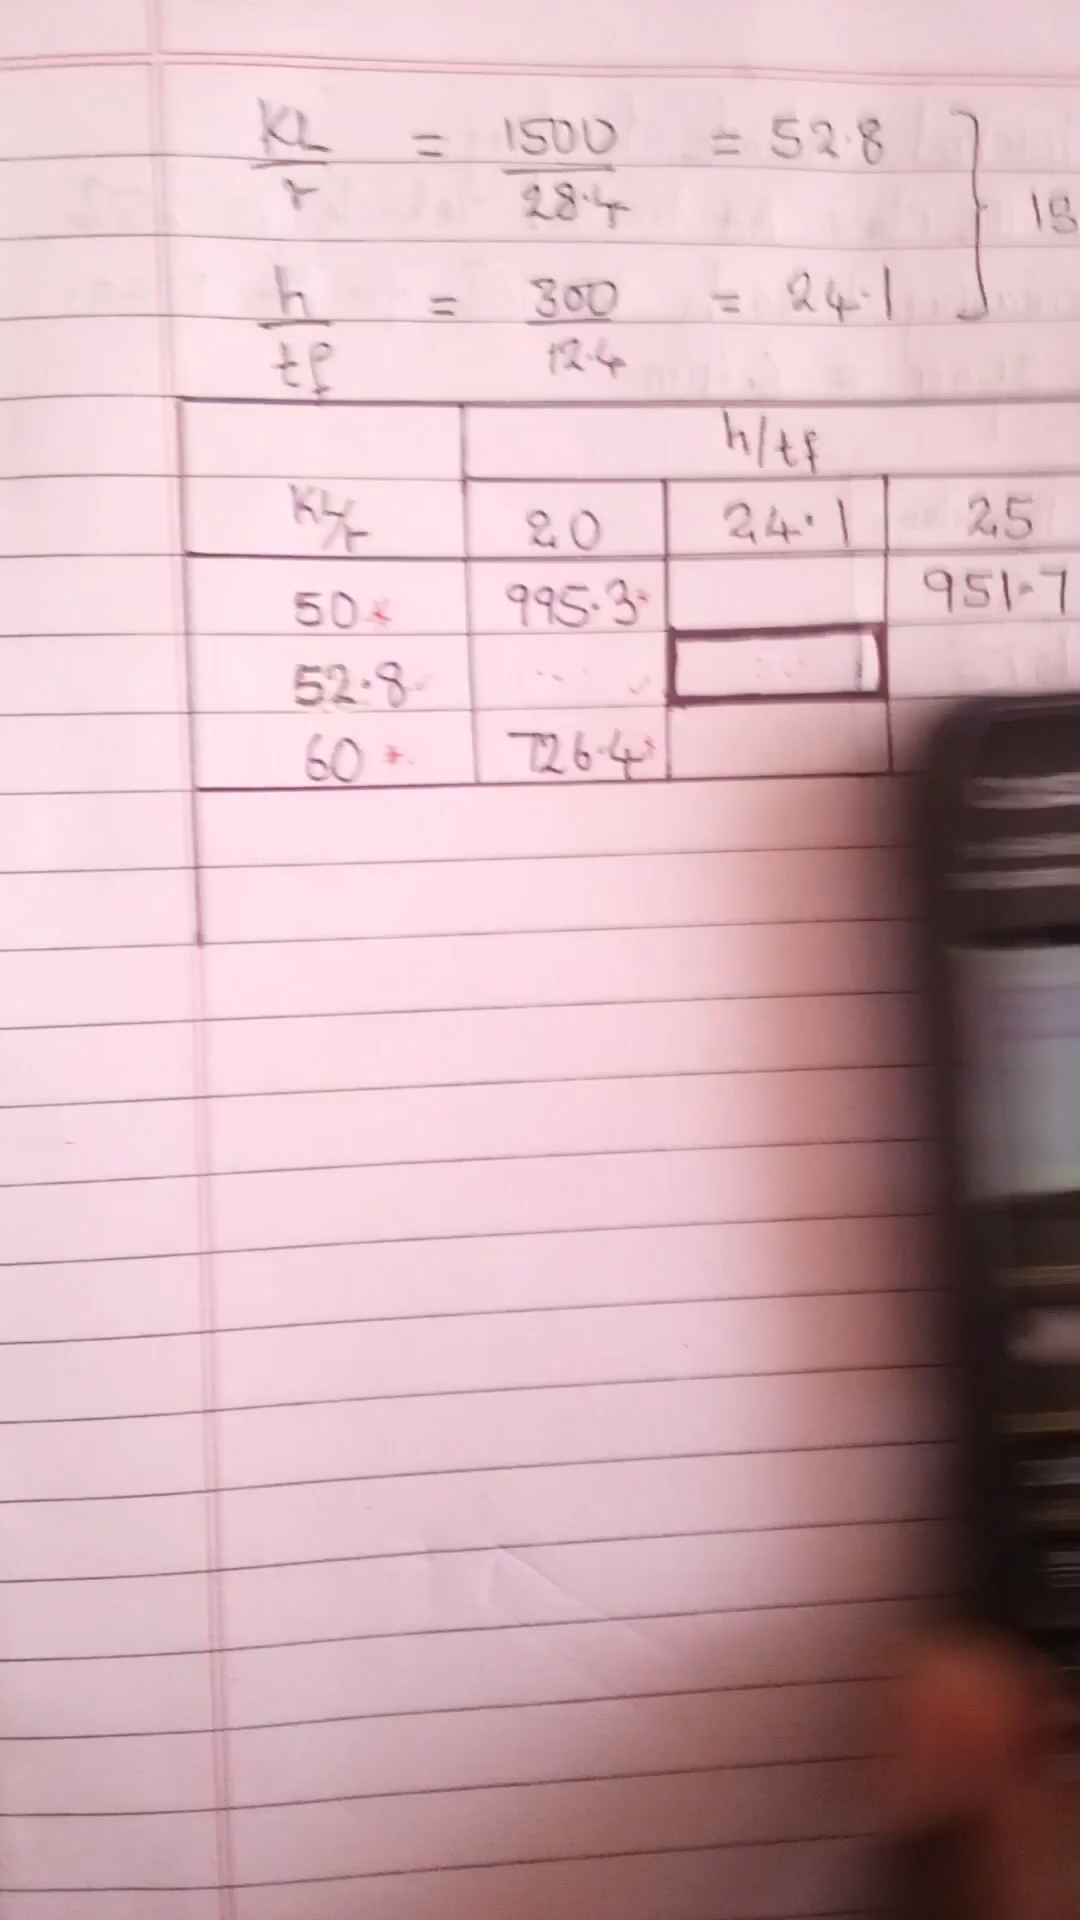 KL/r = 1500/28.4 = 52.8
h/tf = 300/12.4 = 24.1
IS
h/tf
KL/r 20 24.1 25
50 995.3 951.7
52.8
60 726.4